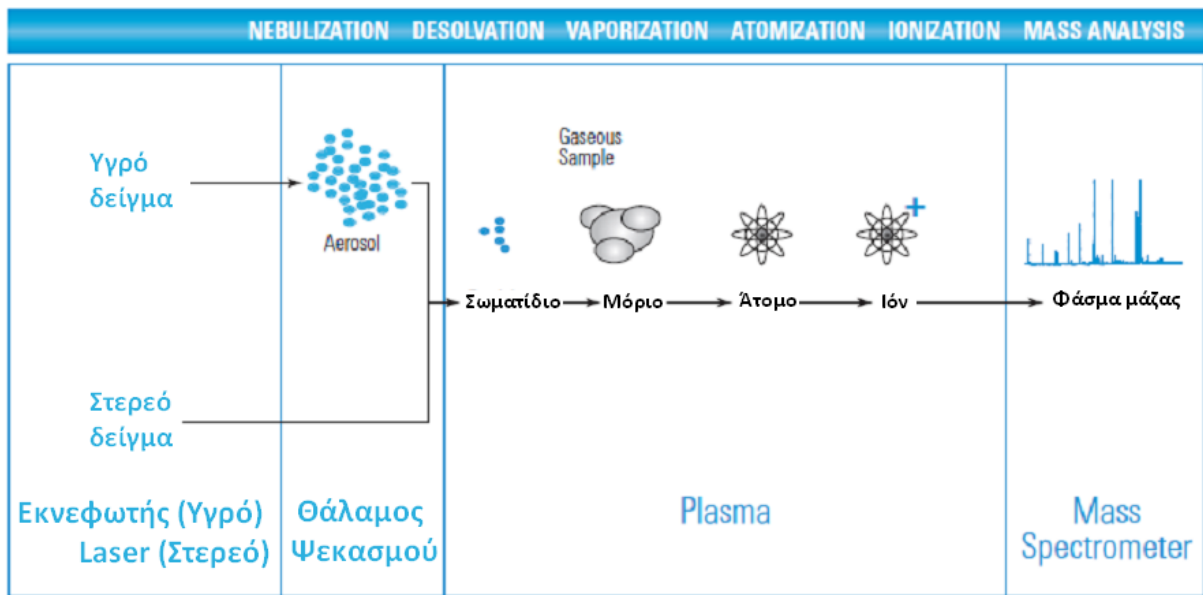 NEBULIZATION DESOLVATION VAPORIZATION ATOMIZATION IONIZATION MASS ANALYSIS
Υγρό
δείγμα
Aerosol
Gaseous
Sample
Σωματίδιο
Μόριο
Άτομο
Ιόν
Φάσμα μάζας
Στερεό
δείγμα
Εκνεφωτής (Υγρό)
Laser (Στερεό)
Θάλαμος
Ψεκασμού
Plasma
Mass
Spectrometer